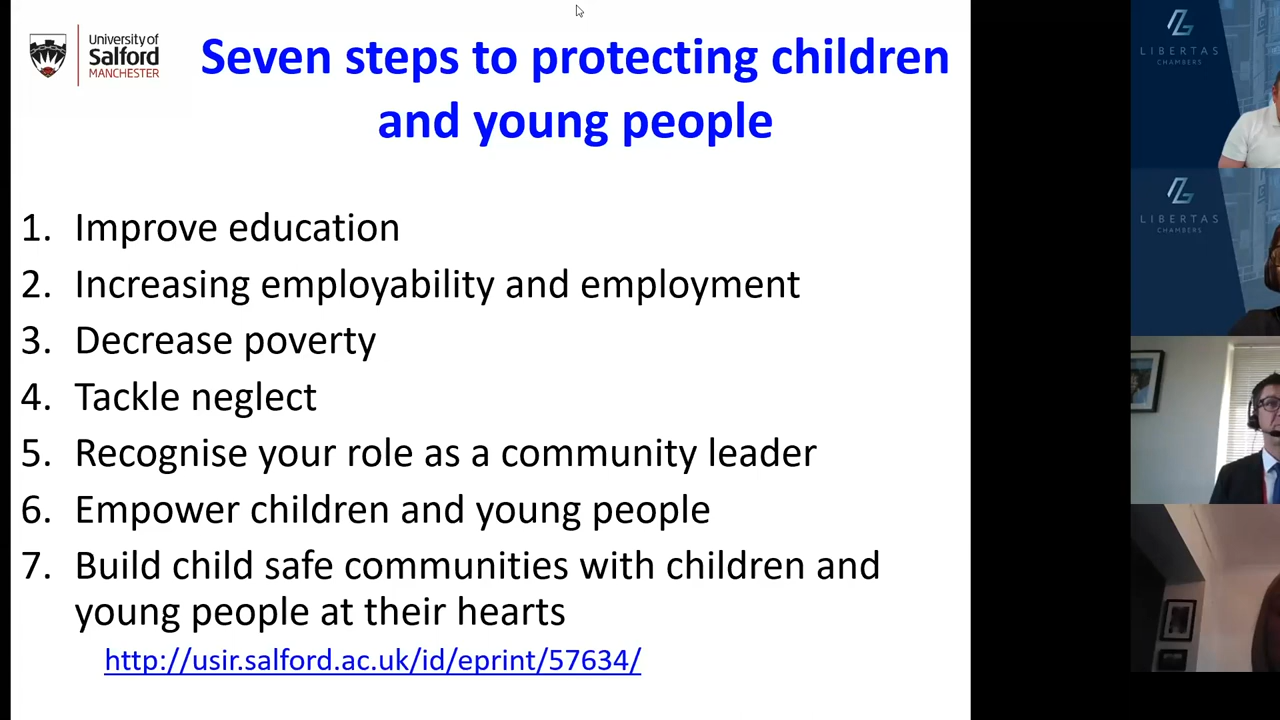 University of
Salford
MANCHESTER
Seven steps to protecting children
and young people
1. Improve education
2. Increasing employability and employment
3. Decrease poverty
4. Tackle neglect
5. Recognise your role as a community leader
6. Empower children and young people
7. Build child safe communities with children and
young people at their hearts
http://usir.salford.ac.uk/id/eprint/57634/
LIBERTAS
CHAMBERS
LIBERTAS
CHAMBERS